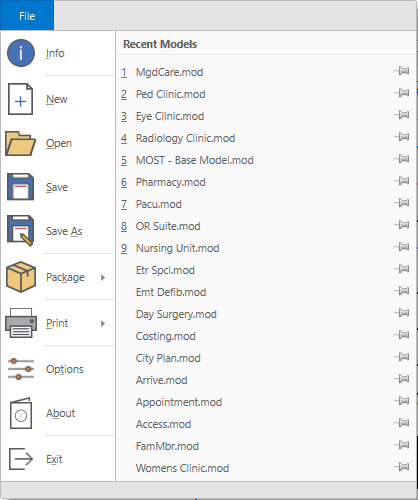 File
Info
New
Open
Save
Save As
Package
Print
Options
About
Exit
Recent Models
1 MgdCare.mod
2 Ped Clinic.mod
3 Eye Clinic.mod
4 Radiology Clinic.mod
5 MOST - Base Model.mod
6 Pharmacy.mod
7 Pacu.mod
8 OR Suite.mod
9 Nursing Unit.mod
Etr Spcl.mod
Emt Defib.mod
Day Surgery.mod
Costing.mod
City Plan.mod
Arrive.mod
Appointment.mod
Access.mod
FamMbr.mod
Womens Clinic.mod